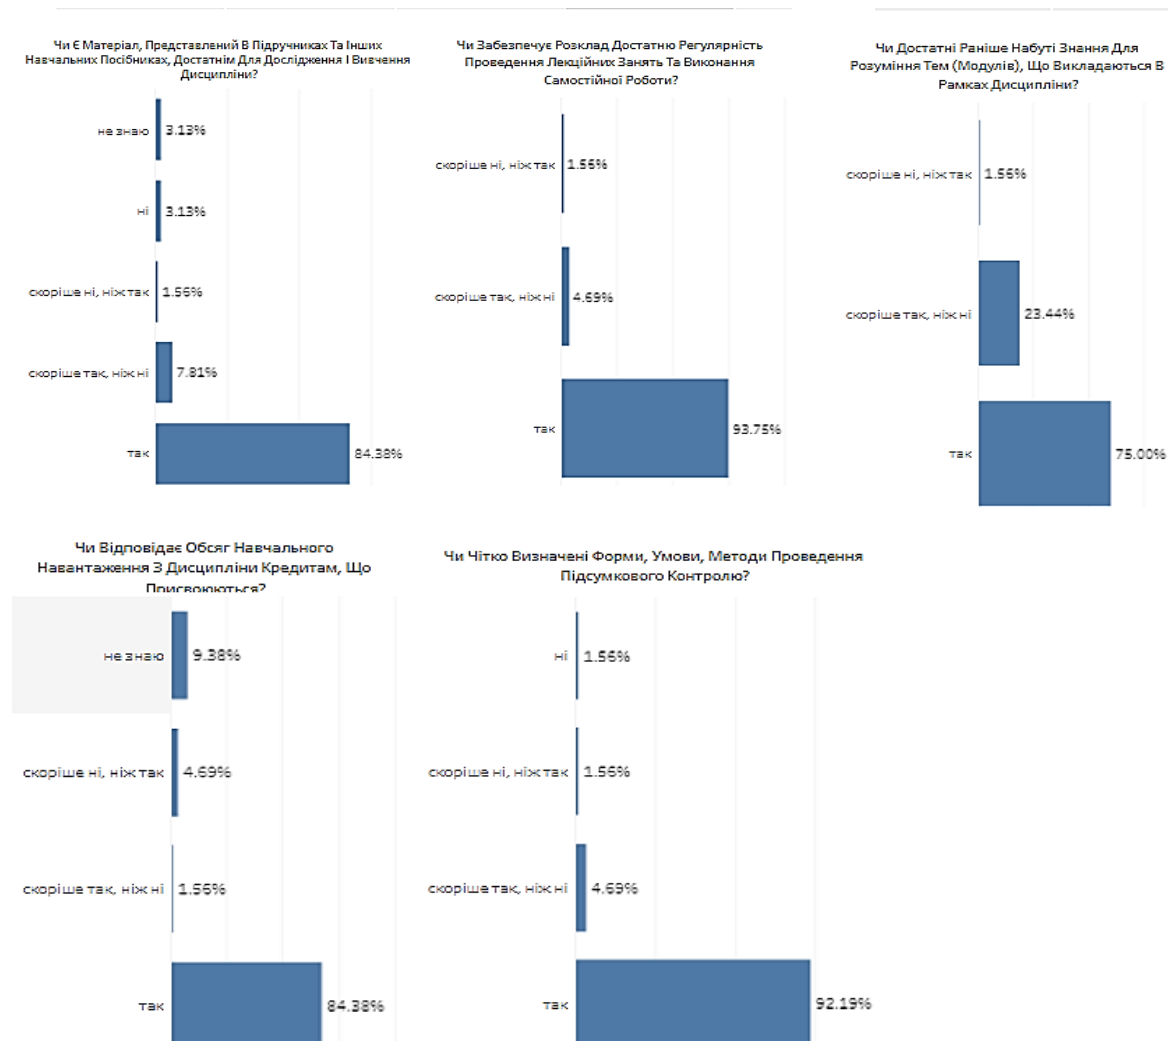 Чи Є Матеріал, Представлений В Підручниках Та Інших
Навчальних Посібниках, Достатнім Для Дослідження І Вивчення
Дисципліни?
не знаю
3.13%
ні
3.13%
скоріше ні, ніж так
1.56%
скоріше так, ніж ні
7.81%
так
84.38%
Чи Забезпечує Розклад Достатню Регулярність
Проведення Лекційних Занять Та Виконання
Самостійної Роботи?
скоріше ні, ніж так
1.56%
скоріше так, ніж ні
4.69%
так
93.75%
Чи Достатні Раніше Набуті Знання Для
Розуміння Тем (Модулів), Що Викладаються В
Рамках Дисципліни?
скоріше ні, ніж так
1.56%
скоріше так, ніж ні
23.44%
так
75.00%
Чи Відповідає Обсяг Навчального
Навантаження З Дисципліни Кредитам, Що
Присвоюються?
не знаю
9.38%
скоріше ні, ніж так
4.69%
скоріше так, ніж ні
1.56%
так
84.38%
Чи Чітко Визначені Форми, Умови, Методи Проведення
Підсумкового Контролю?
ні
1.56%
скоріше ні, ніж так
1.56%
скоріше так, ніж ні
4.69%
так
92.19%